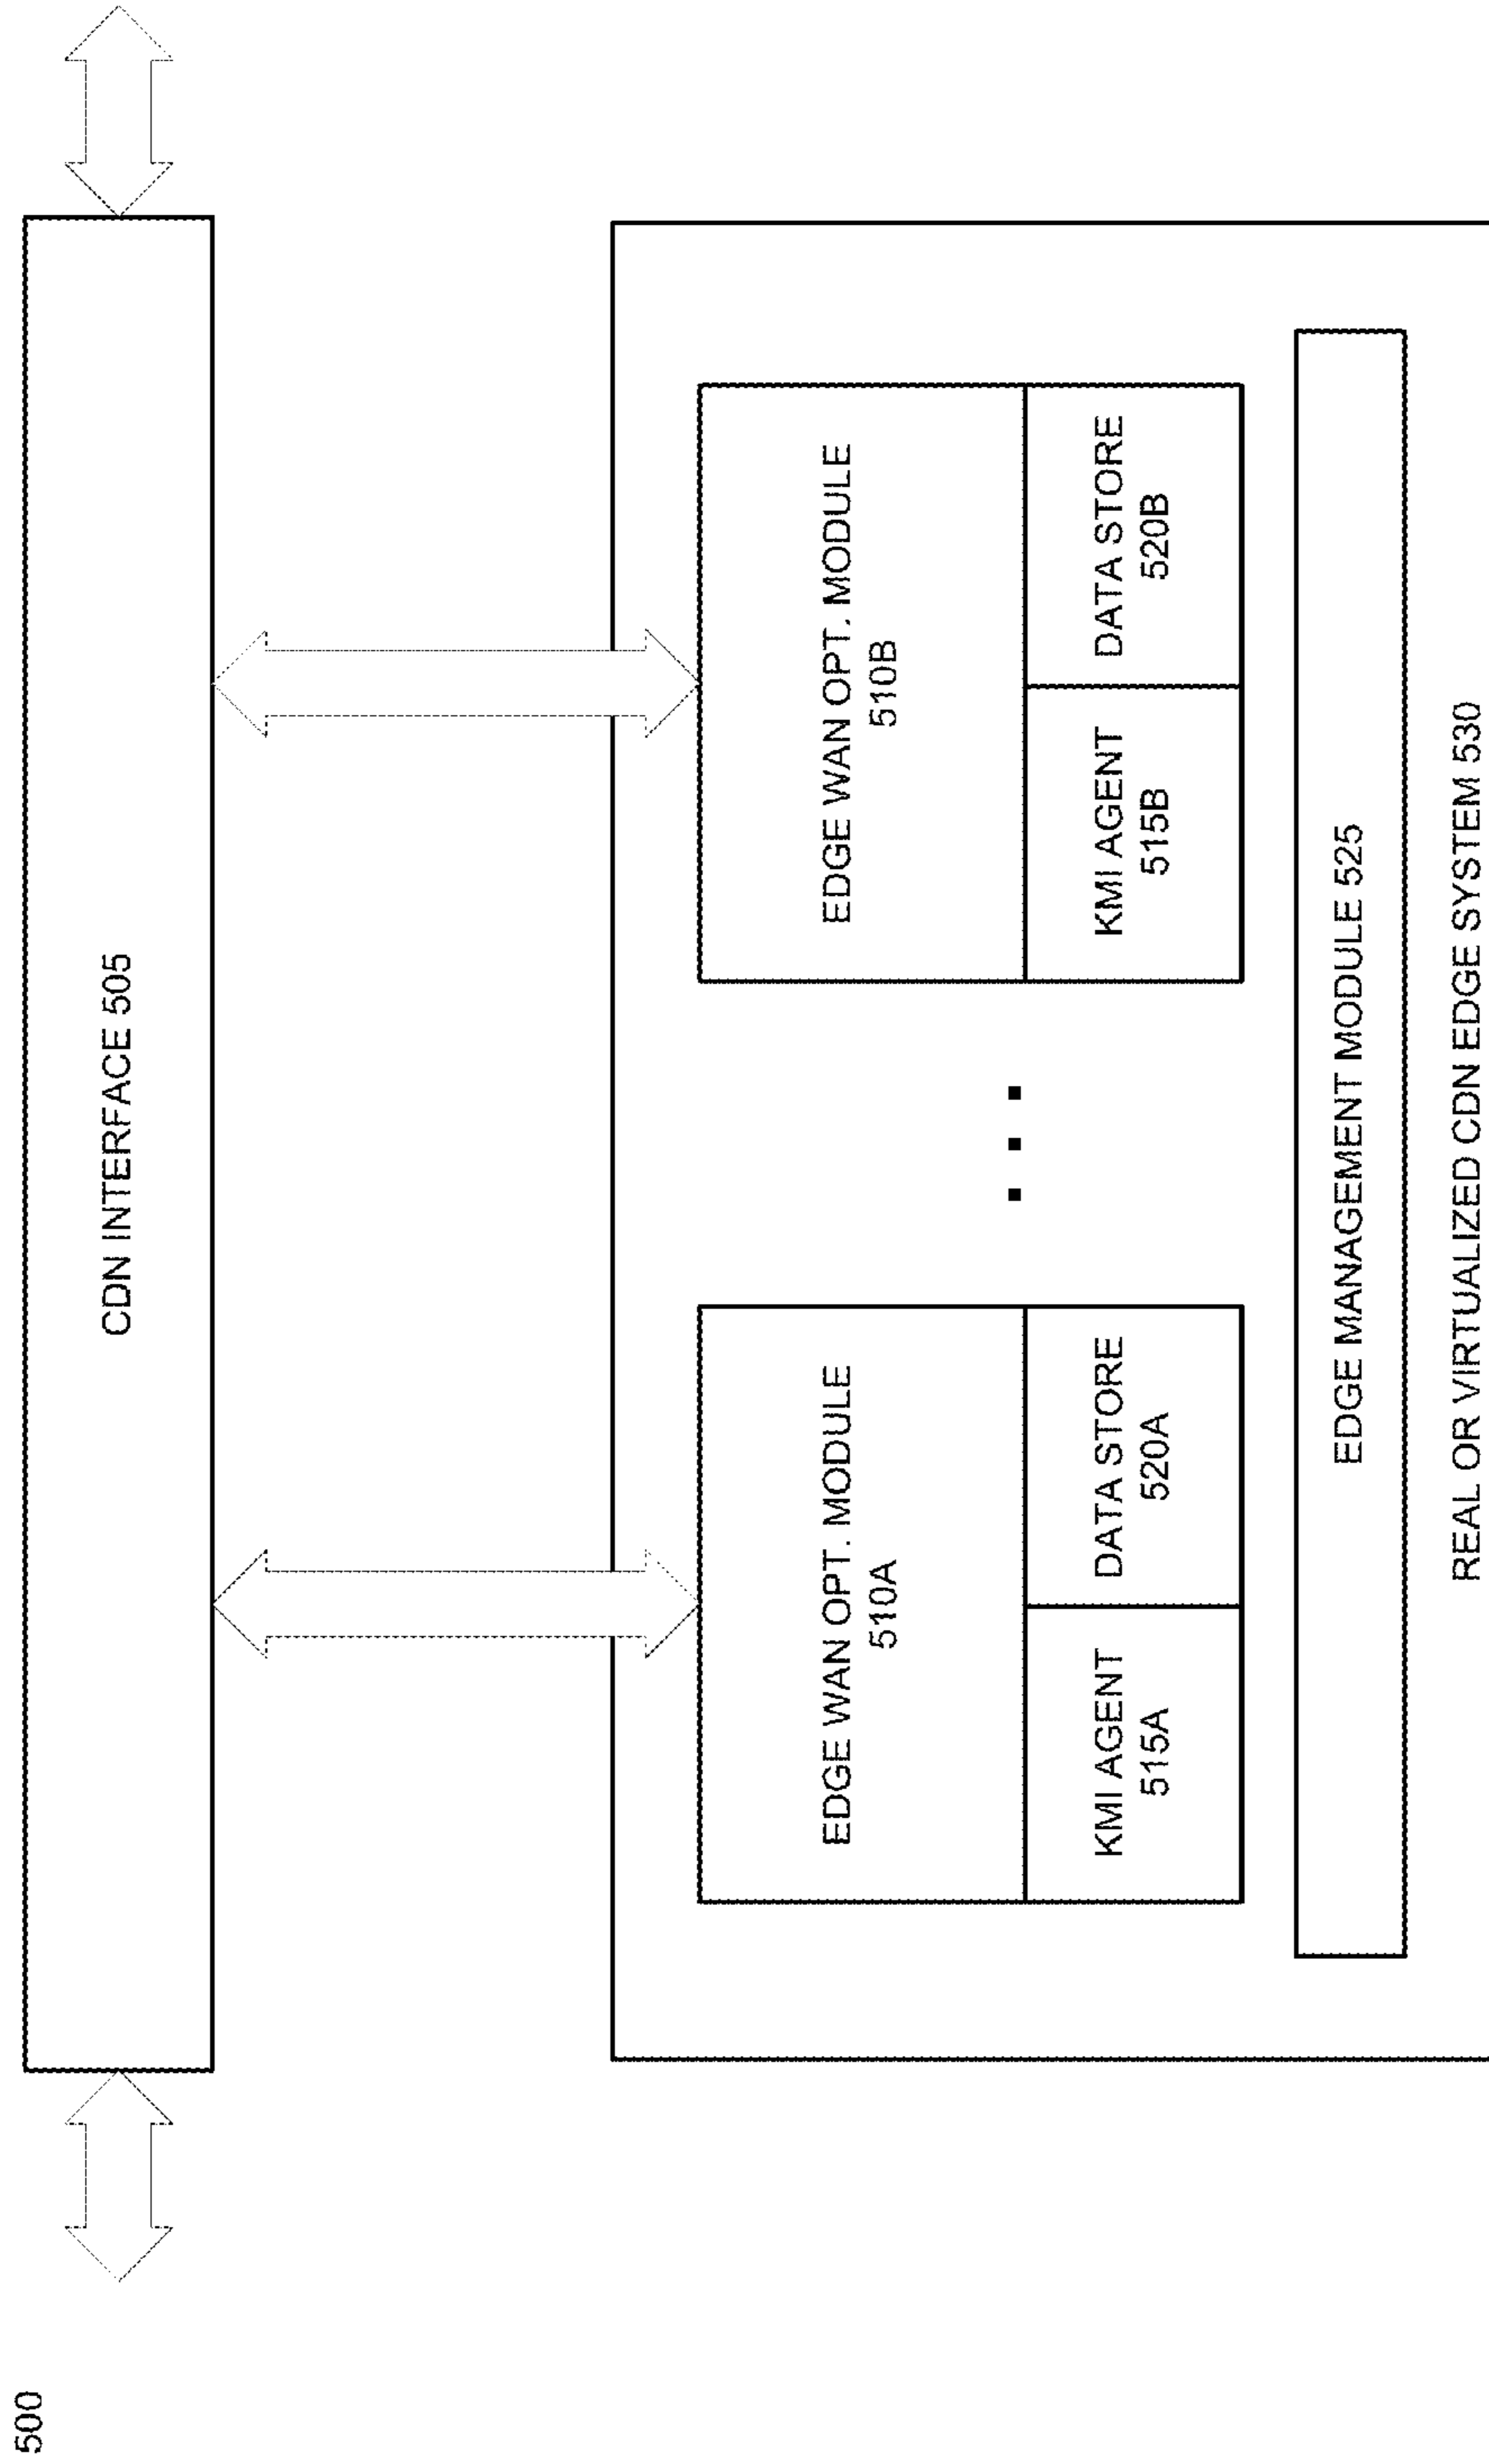 500
CDN INTERFACE 505
EDGE WAN OPT. MODULE
510A
KMI AGENT
515A
DATA STORE
520A
EDGE WAN OPT. MODULE
510B
KMI AGENT
515B
DATA STORE
520B
EDGE MANAGEMENT MODULE 525
REAL OR VIRTUALIZED CDN EDGE SYSTEM 530